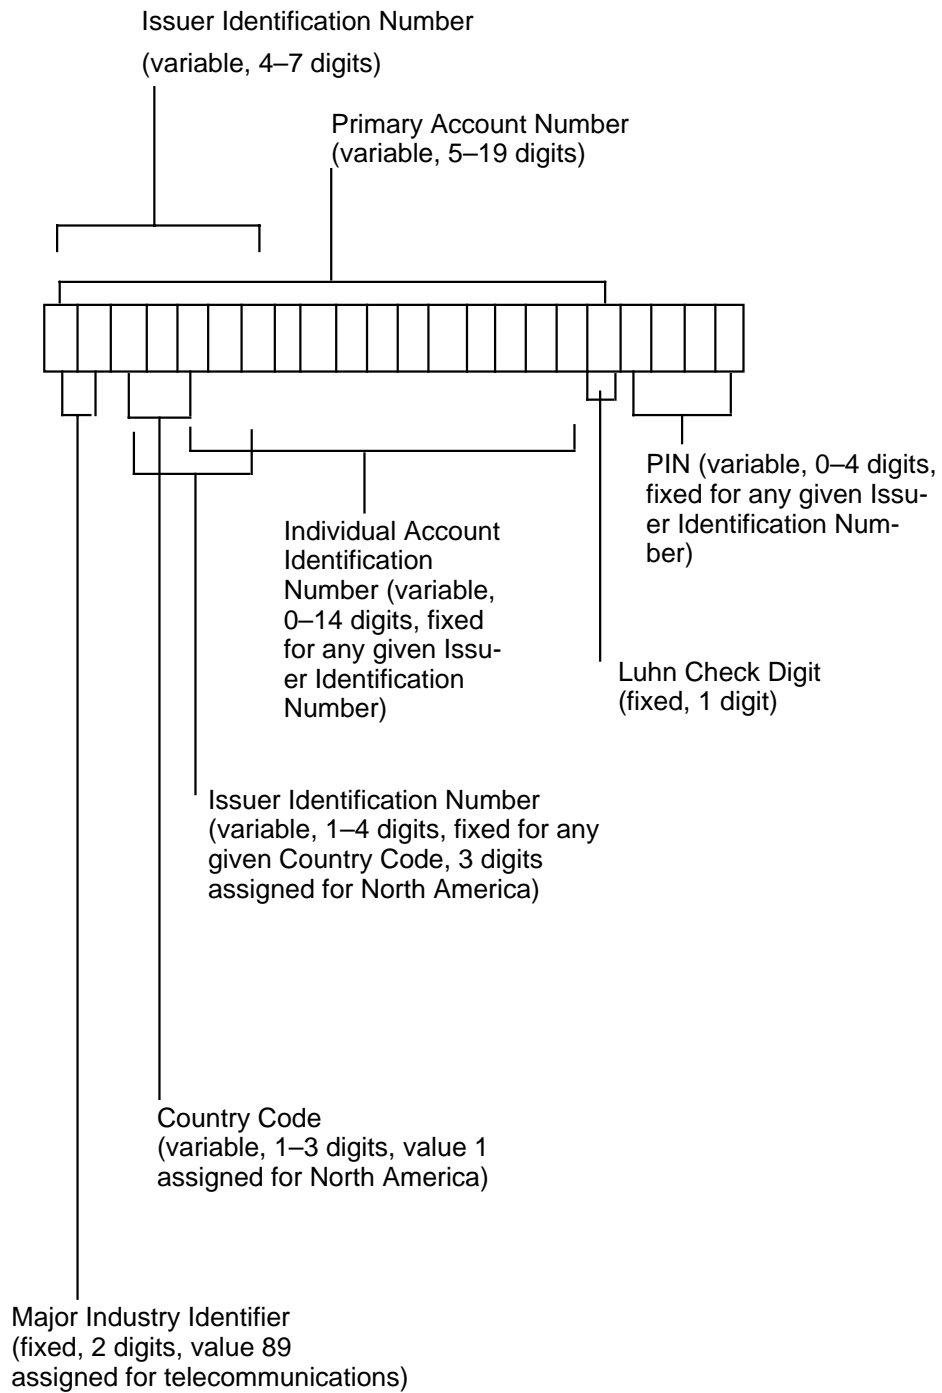 Issuer Identification Number
(variable, 4–7 digits)
Primary Account Number
(variable, 5–19 digits)
PIN (variable, 0–4 digits,
fixed for any given Issu-
er Identification Num-
ber)
Individual Account
Identification
Number (variable,
0–14 digits, fixed
for any given Issu-
er Identification
Number)
Luhn Check Digit
(fixed, 1 digit)
Issuer Identification Number
(variable, 1–4 digits, fixed for any
given Country Code, 3 digits
assigned for North America)
Country Code
(variable, 1–3 digits, value 1
assigned for North America)
Major Industry Identifier
(fixed, 2 digits, value 89
assigned for telecommunications)